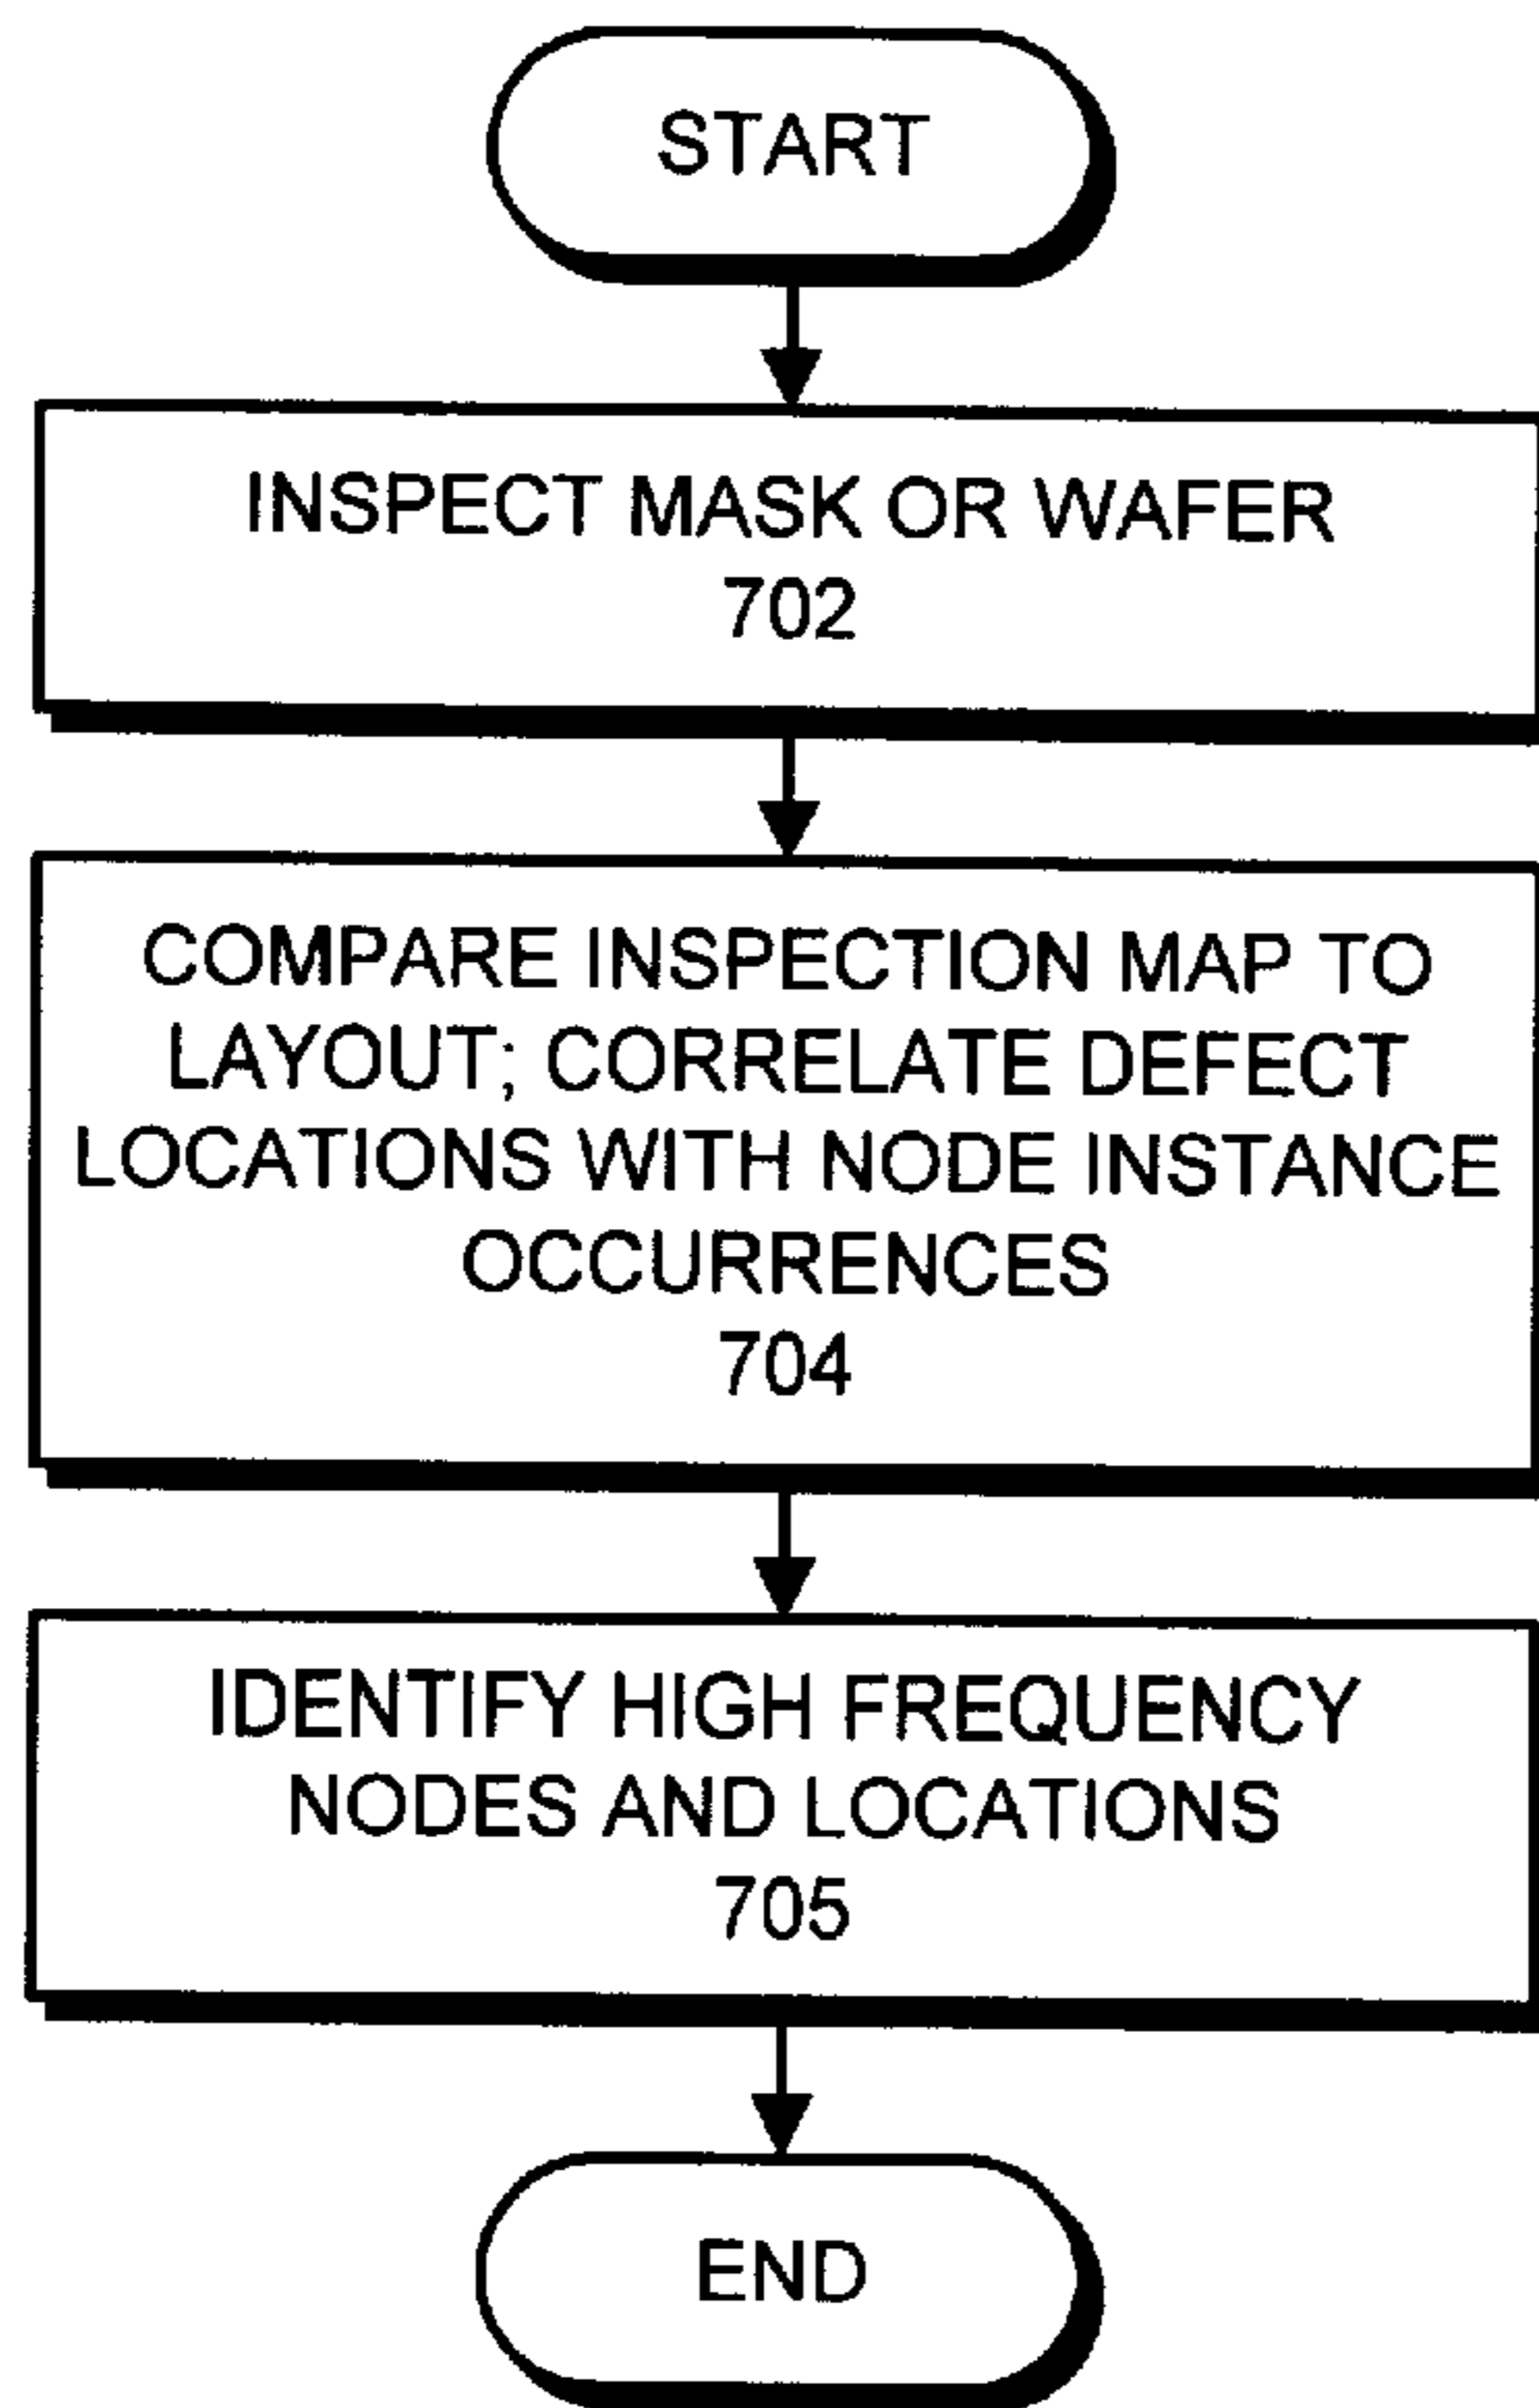 START
INSPECT MASK OR WAFER
702
COMPARE INSPECTION MAP TO
LAYOUT; CORRELATE DEFECT
LOCATIONS WITH NODE INSTANCE
OCCURRENCES
704
IDENTIFY HIGH FREQUENCY
NODES AND LOCATIONS
705
END